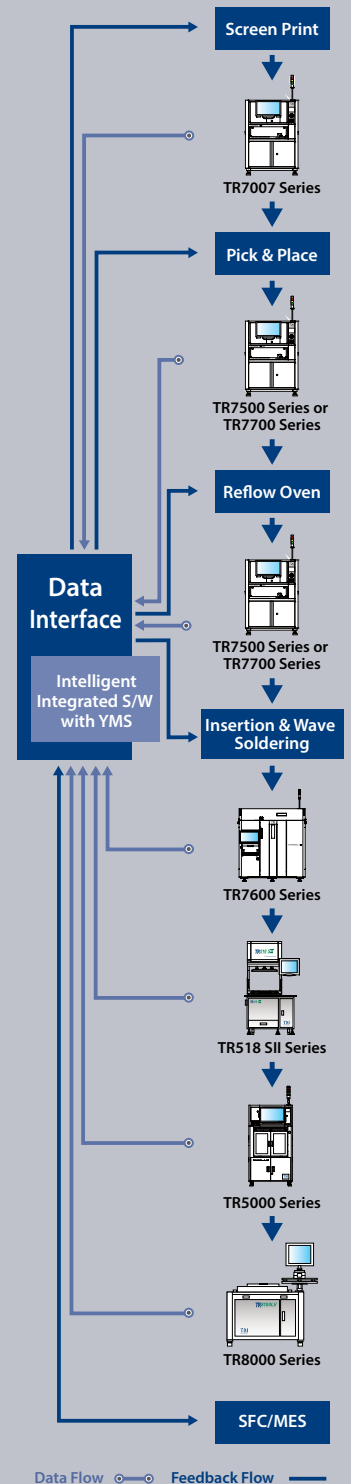 Screen Print
TR7007 Series
Pick & Place
TR7500 Series or
TR7700 Series
Reflow Oven
Data
Interface
Intelligent
Integrated S/W
with YMS
TR7500 Series or
TR7700 Series
Insertion & Wave
Soldering
TR7600 Series
TR518 SII Series
TR5000 Series
TR8000 Series
SFC/MES
Data Flow
Feedback Flow